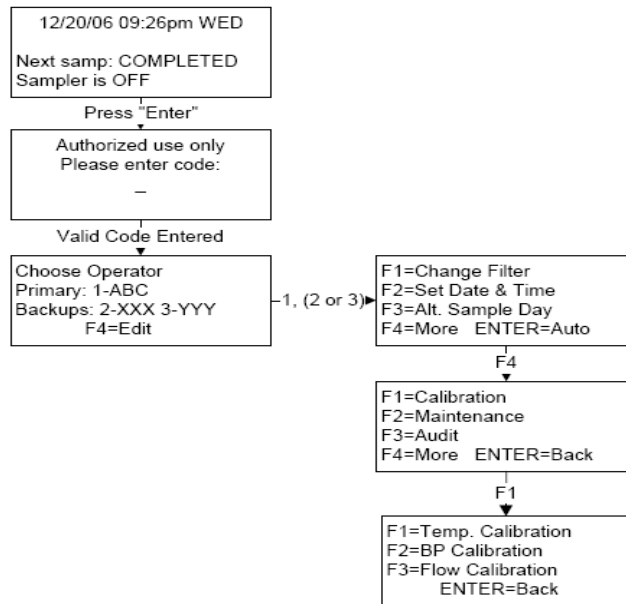 12/20/06 09:26pm WED
Next samp: COMPLETED
Sampler is OFF
Press "Enter"
Authorized use only
Please enter code:
_
Valid Code Entered
Choose Operator
Primary: 1-ABC
Backups: 2-XXX 3-YYY
F4=Edit
1, (2 or 3)
F1=Change Filter
F2=Set Date & Time
F3=Alt. Sample Day
F4=More ENTER=Auto
F4
F1=Calibration
F2=Maintenance
F3=Audit
F4=More ENTER=Back
F1
F1=Temp. Calibration
F2=BP Calibration
F3=Flow Calibration
ENTER=Back